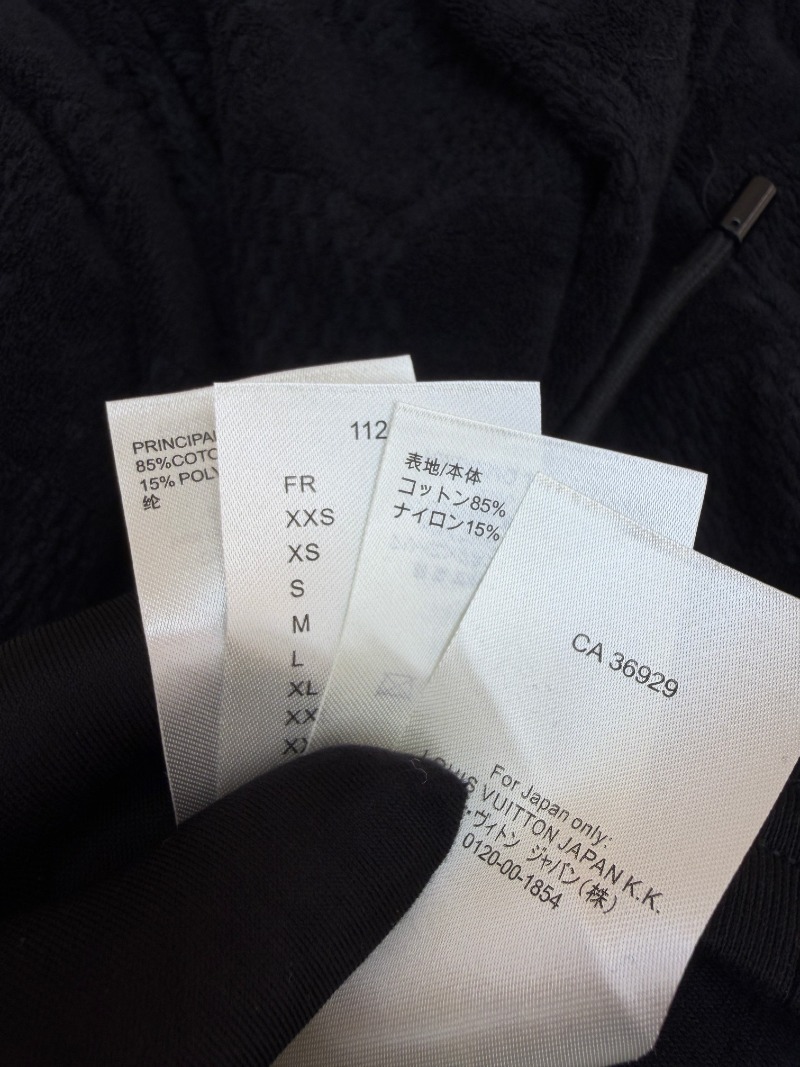 PRINCIPAL
85%COTO
15% POLY
纶
112
FR
XXS
XS
S
M
L
XL
XX
X
表地/本体
コットン85%
ナイロン15%
CA 36929
For Japan only:
LOUIS VUITTON JAPAN K.K.
・ヴィトン ジャパン(株)
0120-00-1854